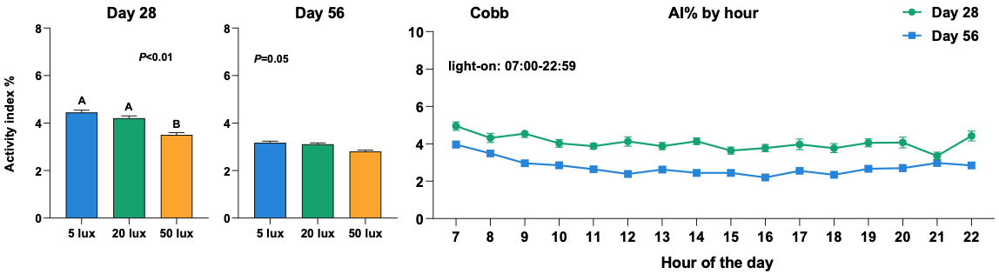 Day 28
Activity index %
8
6
4
2
0
P<0.01
A
A
B
5 lux
20 lux
50 lux
Day 56
8
6
4
2
0
P=0.05
5 lux
20 lux
50 lux
Cobb
AI% by hour
Day 28
Day 56
light-on: 07:00-22:59
10
8
6
4
2
0
7 8 9 10 11 12 13 14 15 16 17 18 19 20 21 22
Hour of the day